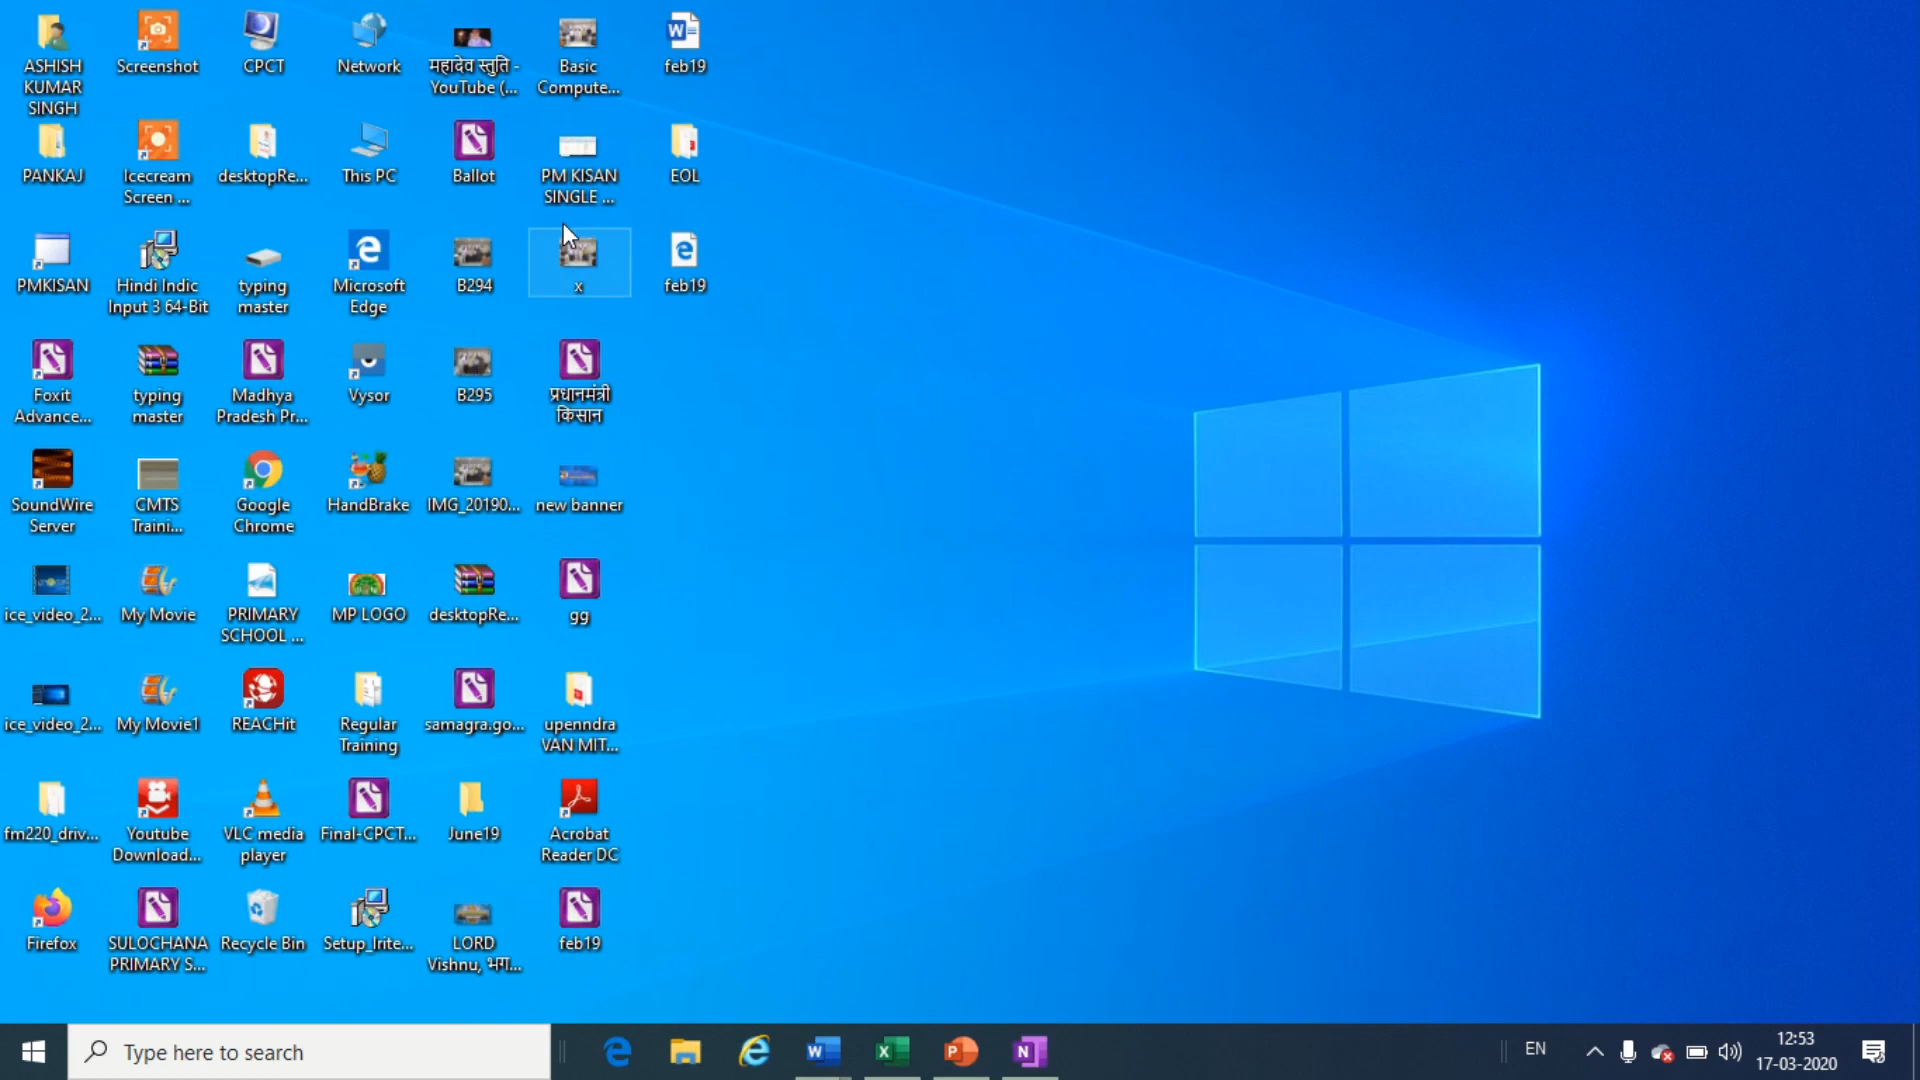 ASHISH
KUMAR
SINGH
Screenshot
CPCT
Network
महादेव स्तुति -
YouTube (...
Basic
Compute...
feb19
PANKAJ
Icecream
Screen ...
desktopRe...
This PC
Ballot
PM KISAN
SINGLE ...
EOL
PMKISAN
Hindi Indic
Input 3 64-Bit
typing
master
Microsoft
Edge
B294
x
feb19
Foxit
Advance...
typing
master
Madhya
Pradesh Pr...
Vysor
B295
प्रधानमंत्री
किसान
SoundWire
Server
CMTS
Traini...
Google
Chrome
HandBrake
IMG_20190...
new banner
ice_video_2...
My Movie
PRIMARY
SCHOOL ...
MP LOGO
desktopRe...
gg
ice_video_2...
My Movie1
REACHit
Regular
Training
samagra.go...
upenndra
VAN MIT...
fm220_driv...
Youtube
Download...
VLC media
player
Final-CPCT...
June19
Acrobat
Reader DC
Firefox
SULOCHANA
PRIMARY S...
Recycle Bin
Setup_Irite...
LORD
Vishnu, भग...
feb19
Type here to search
EN
12:53
17-03-2020